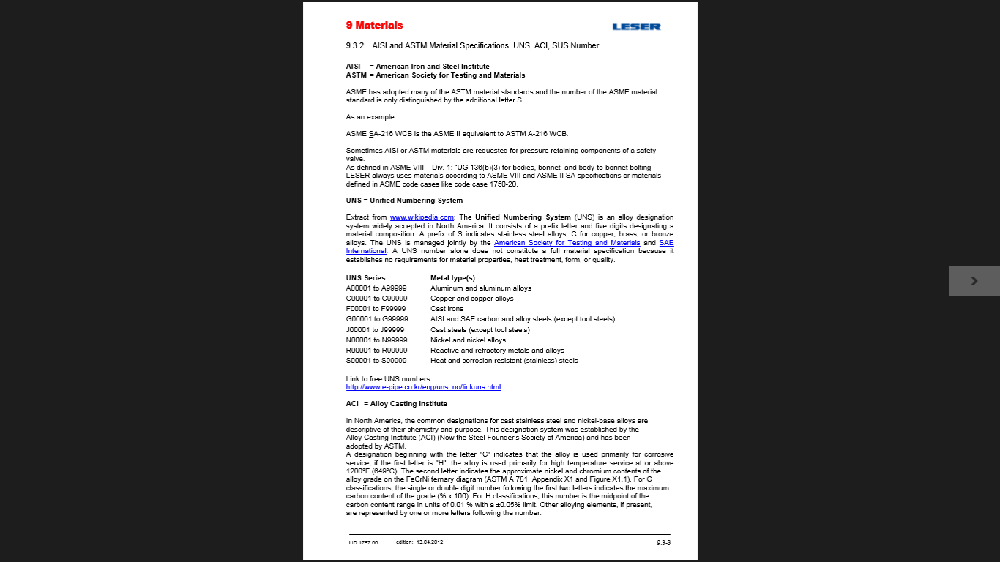 9 Materials
LESER
9.3.2 AISI and ASTM Material Specifications, UNS, ACI, SUS Number
AISI = American Iron and Steel Institute
ASTM = American Society for Testing and Materials
ASME has adopted many of the ASTM material standards and the number of the ASME material
standard is only distinguished by the additional letter S.
As an example:
ASME SA-216 WCB is the ASME II equivalent to ASTM A-216 WCB.
Sometimes AISI or ASTM materials are requested for pressure retaining components of a safety
valve.
As defined in ASME VIII – Div. 1: "UG 136(b)(3) for bodies, bonnet and body-to-bonnet bolting
LESER always uses materials according to ASME VIII and ASME II SA specifications or materials
defined in ASME code cases like code case 1750-20.
UNS = Unified Numbering System
Extract from www.wikipedia.com: The Unified Numbering System (UNS) is an alloy designation
system widely accepted in North America. It consists of a prefix letter and five digits designating a
material composition. A prefix of S indicates stainless steel alloys, C for copper, brass, or bronze
alloys. The UNS is managed jointly by the American Society for Testing and Materials and SAE
International. A UNS number alone does not constitute a full material specification because it
establishes no requirements for material properties, heat treatment, form, or quality.
UNS Series Metal type(s)
A00001 to A99999 Aluminum and aluminum alloys
C00001 to C99999 Copper and copper alloys
F00001 to F99999 Cast irons
G00001 to G99999 AISI and SAE carbon and alloy steels (except tool steels)
J00001 to J99999 Cast steels (except tool steels)
N00001 to N99999 Nickel and nickel alloys
R00001 to R99999 Reactive and refractory metals and alloys
S00001 to S99999 Heat and corrosion resistant (stainless) steels
Link to free UNS numbers:
http://www.e-pipe.co.kr/eng/uns_no/linkuns.html
ACI = Alloy Casting Institute
In North America, the common designations for cast stainless steel and nickel-base alloys are
descriptive of their chemistry and purpose. This designation system was established by the
Alloy Casting Institute (ACI) (Now the Steel Founder's Society of America) and has been
adopted by ASTM.
A designation beginning with the letter "C" indicates that the alloy is used primarily for corrosive
service; if the first letter is "H", the alloy is used primarily for high temperature service at or above
1200°F (649°C). The second letter indicates the approximate nickel and chromium contents of the
alloy grade on the FeCrNi ternary diagram (ASTM A 781, Appendix X1 and Figure X1.1). For C
classifications, the single or double digit number following the first two letters indicates the maximum
carbon content of the grade (% x 100). For H classifications, this number is the midpoint of the
carbon content range in units of 0.01 % with a ±0.05% limit. Other alloying elements, if present,
are represented by one or more letters following the number.
LID 1757.00 edition: 13.04.2012 9.3-3